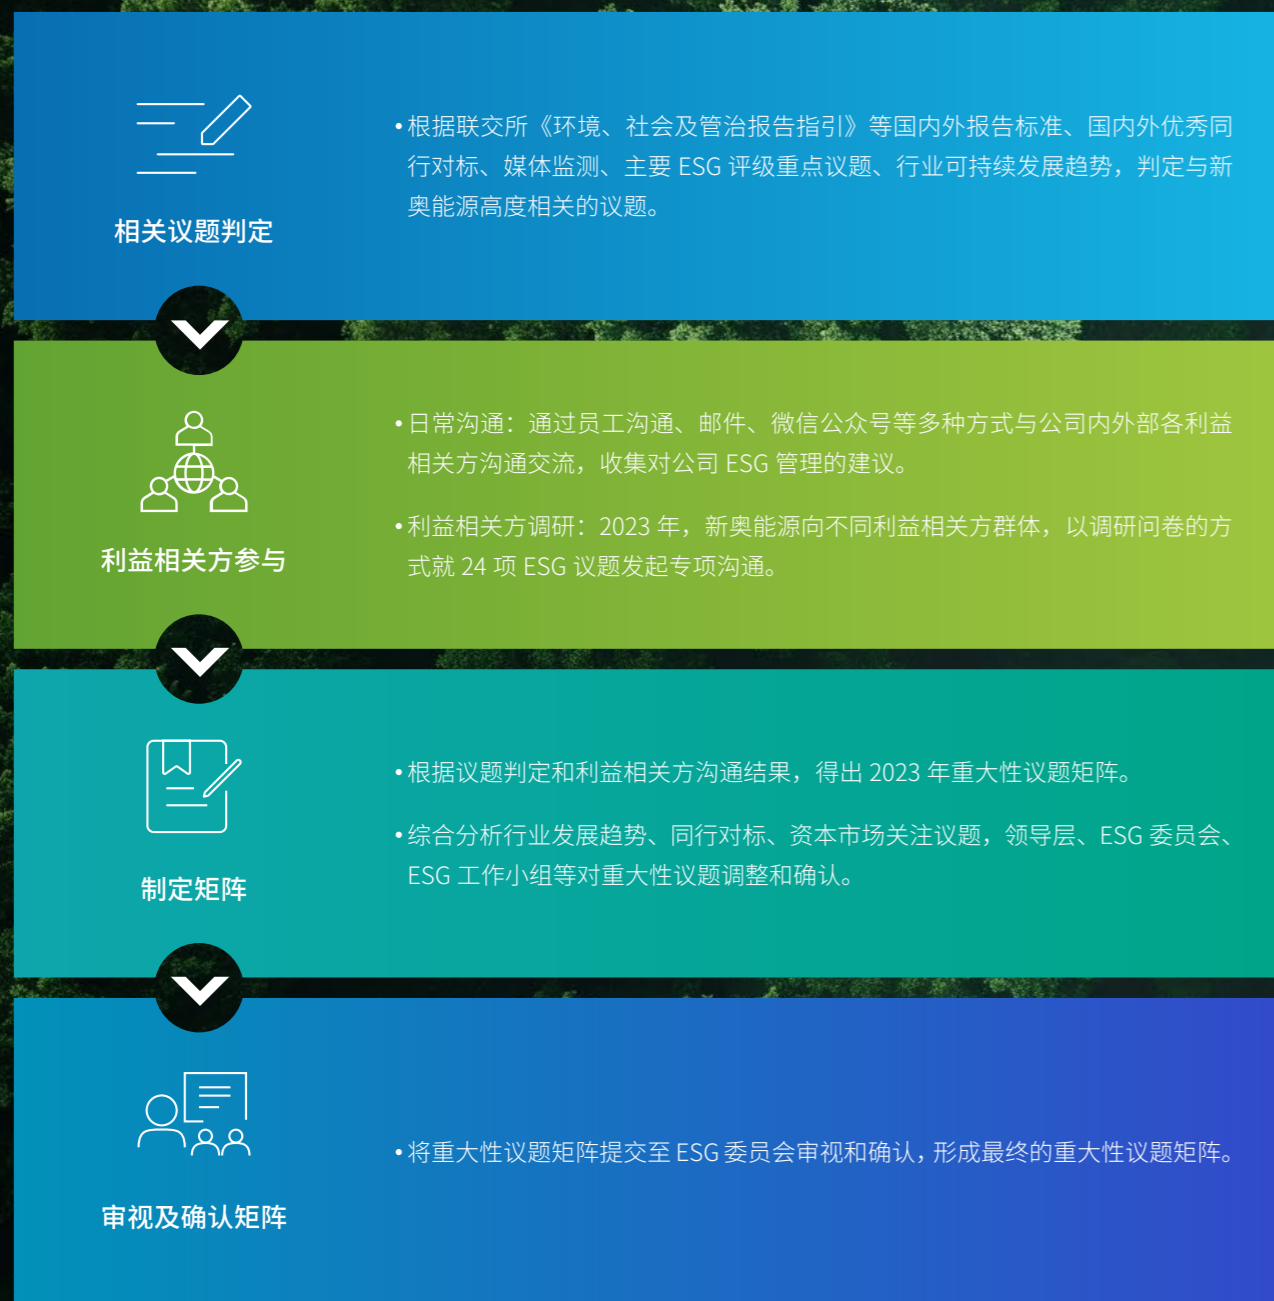 相关议题判定
•根据联交所《环境、社会及管治报告指引》等国内外报告标准、国内外优秀同
行对标、媒体监测、主要 ESG 评级重点议题、行业可持续发展趋势，判定与新
奥能源高度相关的议题。
利益相关方参与
•日常沟通：通过员工沟通、邮件、微信公众号等多种方式与公司内外部各利益
相关方沟通交流，收集对公司 ESG 管理的建议。
•利益相关方调研：2023 年，新奥能源向不同利益相关方群体，以调研问卷的方
式就 24 项 ESG 议题发起专项沟通。
制定矩阵
•根据议题判定和利益相关方沟通结果，得出 2023 年重大性议题矩阵。
•综合分析行业发展趋势、同行对标、资本市场关注议题，领导层、ESG 委员会、
ESG 工作小组等对重大性议题调整和确认。
审视及确认矩阵
•将重大性议题矩阵提交至 ESG 委员会审视和确认，形成最终的重大性议题矩阵。